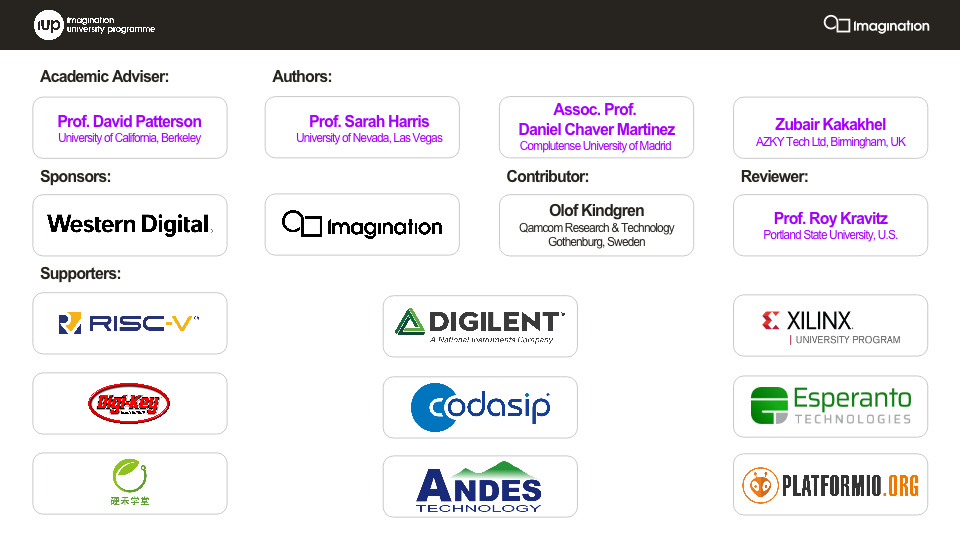 iup imagination
university programme
Imagination
Academic Adviser:
Authors:
Prof. David Patterson
University of California, Berkeley
Prof. Sarah Harris
University of Nevada, Las Vegas
Assoc. Prof.
Daniel Chaver Martinez
Complutense University of Madrid
Zubair Kakakhel
AZKY Tech Ltd, Birmingham, UK
Sponsors:
Contributor:
Reviewer:
Western Digital
Imagination
Olof Kindgren
Qamcom Research & Technology
Gothenburg, Sweden
Prof. Roy Kravitz
Portland State University, U.S.
Supporters:
RISC-V
DIGILENT
A National Instruments Company
XILINX
UNIVERSITY PROGRAM
Digi-Key
codasip
Esperanto
TECHNOLOGIES
硬禾学堂
ANDES
TECHNOLOGY
PLATFORMIO.ORG